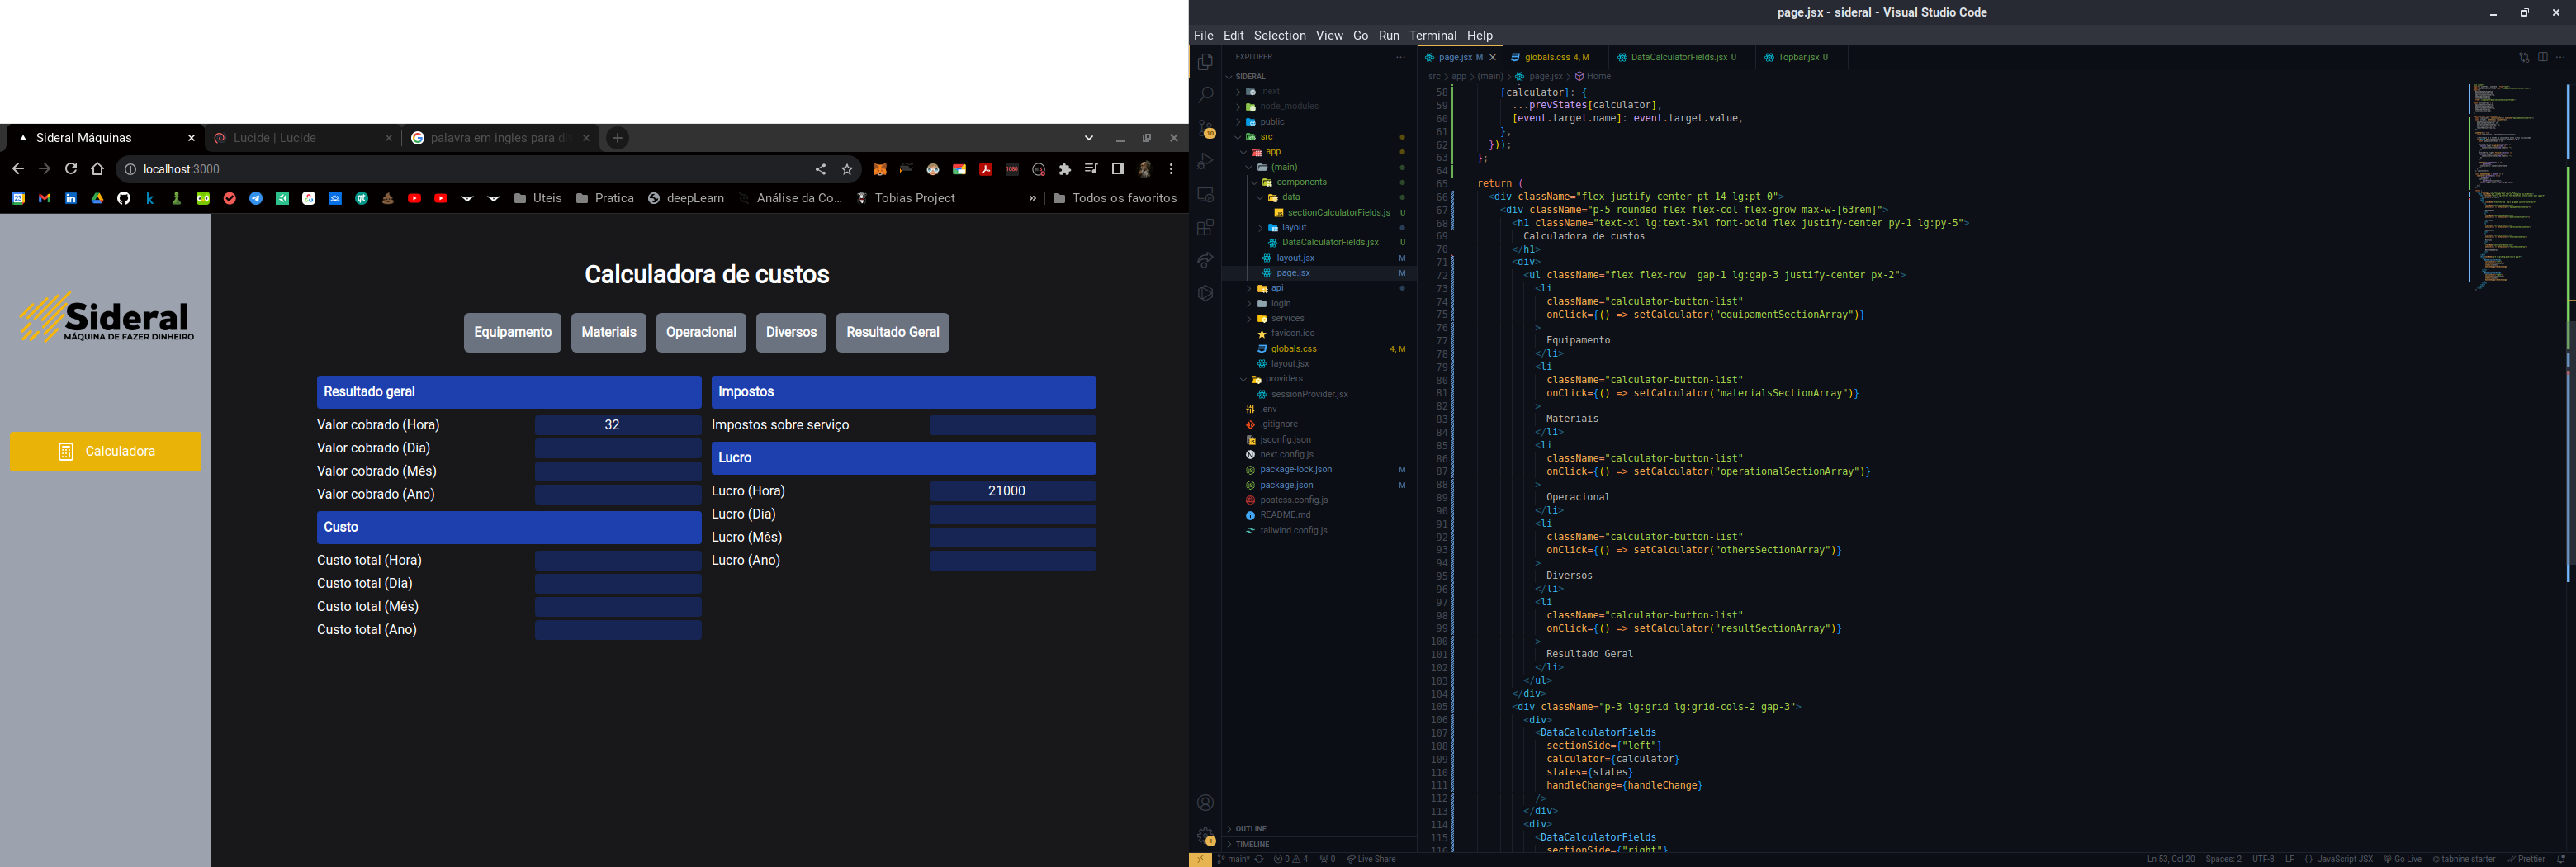 Sideral Máquinas
Lucide | Lucide
palavra em ingles para di
localhost:3000
Uteis
Pratica
deepLearn
Análise da Co...
Tobias Project
»
Todos os favoritos
Sideral
MÁQUINA DE FAZER DINHEIRO
Calculadora
Calculadora de custos
Equipamento Materiais Operacional Diversos Resultado Geral
Resultado geral
Valor cobrado (Hora) 32
Valor cobrado (Dia)
Valor cobrado (Mês)
Valor cobrado (Ano)
Custo
Custo total (Hora)
Custo total (Dia)
Custo total (Mês)
Custo total (Ano)
Impostos
Impostos sobre serviço
Lucro
Lucro (Hora) 21000
Lucro (Dia)
Lucro (Mês)
Lucro (Ano)
page.jsx - sideral - Visual Studio Code
File Edit Selection View Go Run Terminal Help
EXPLORER
SIDERAL
.next
node_modules
public
src
app
(main)
components
data
sectionCalculatorFields.js U
layout
DataCalculatorFields.jsx U
layout.jsx M
page.jsx M
api
login
services
favicon.ico
globals.css 4, M
layout.jsx
providers
sessionProvider.jsx
.env
.gitignore
jsconfig.json
next.config.js
package-lock.json M
package.json M
postcss.config.js
README.md
tailwind.config.js
OUTLINE
TIMELINE
page.jsx M globals.css 4, M DataCalculatorFields.jsx U Topbar.jsx U
src > app > (main) > page.jsx > Home
58 [calculator]: {
59 ...prevStates[calculator],
60 [event.target.name]: event.target.value,
61 },
62 }));
63 };
64
65 return (
66 <div className="flex justify-center pt-14 lg:pt-0">
67 <div className="p-5 rounded flex flex-col flex-grow max-w-[63rem]">
68 <h1 className="text-xl lg:text-3xl font-bold flex justify-center py-1 lg:py-5">
69 Calculadora de custos
70 </h1>
71 <div>
72 <ul className="flex flex-row  gap-1 lg:gap-3 justify-center px-2">
73 <li
74 className="calculator-button-list"
75 onClick={() => setCalculator("equipamentSectionArray")}
76 >
77 Equipamento
78 </li>
79 <li
80 className="calculator-button-list"
81 onClick={() => setCalculator("materialsSectionArray")}
82 >
83 Materiais
84 </li>
85 <li
86 className="calculator-button-list"
87 onClick={() => setCalculator("operationalSectionArray")}
88 >
89 Operacional
90 </li>
91 <li
92 className="calculator-button-list"
93 onClick={() => setCalculator("othersSectionArray")}
94 >
95 Diversos
96 </li>
97 <li
98 className="calculator-button-list"
99 onClick={() => setCalculator("resultSectionArray")}
100 >
101 Resultado Geral
102 </li>
103 </ul>
104 </div>
105 <div className="p-3 lg:grid lg:grid-cols-2 gap-3">
106 <div>
107 <DataCalculatorFields
108 sectionSide={"left"}
109 calculator={calculator}
110 states={states}
111 handleChange={handleChange}
112 />
113 </div>
114 <div>
115 <DataCalculatorFields
116 sectionSide={"right"}
main* 0 4 0 Live Share
Ln 53, Col 20 Spaces: 2 UTF-8 LF JavaScript JSX Go Live tabnine starter Prettier